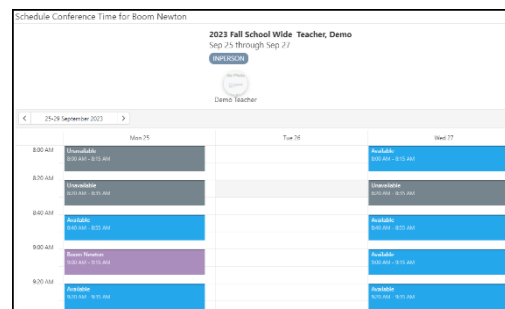 Schedule Conference Time for Boom Newton
2023 Fall School Wide Teacher, Demo
Sep 25 through Sep 27
INPERSON
Demo Teacher
25-29 September 2023
Mon 25 Tue 26 Wed 27
8:00 AM Unavailable Available
8:00 AM - 8:15 AM 8:00 AM - 8:15 AM
8:20 AM Unavailable Unavailable
8:20 AM - 8:35 AM 8:20 AM - 8:35 AM
8:40 AM Available Available
8:40 AM - 8:55 AM 8:40 AM - 8:55 AM
9:00 AM Boom Newton Available
9:00 AM - 9:15 AM 9:00 AM - 9:15 AM
9:20 AM Available Available
9:20 AM - 9:35 AM 9:20 AM - 9:35 AM